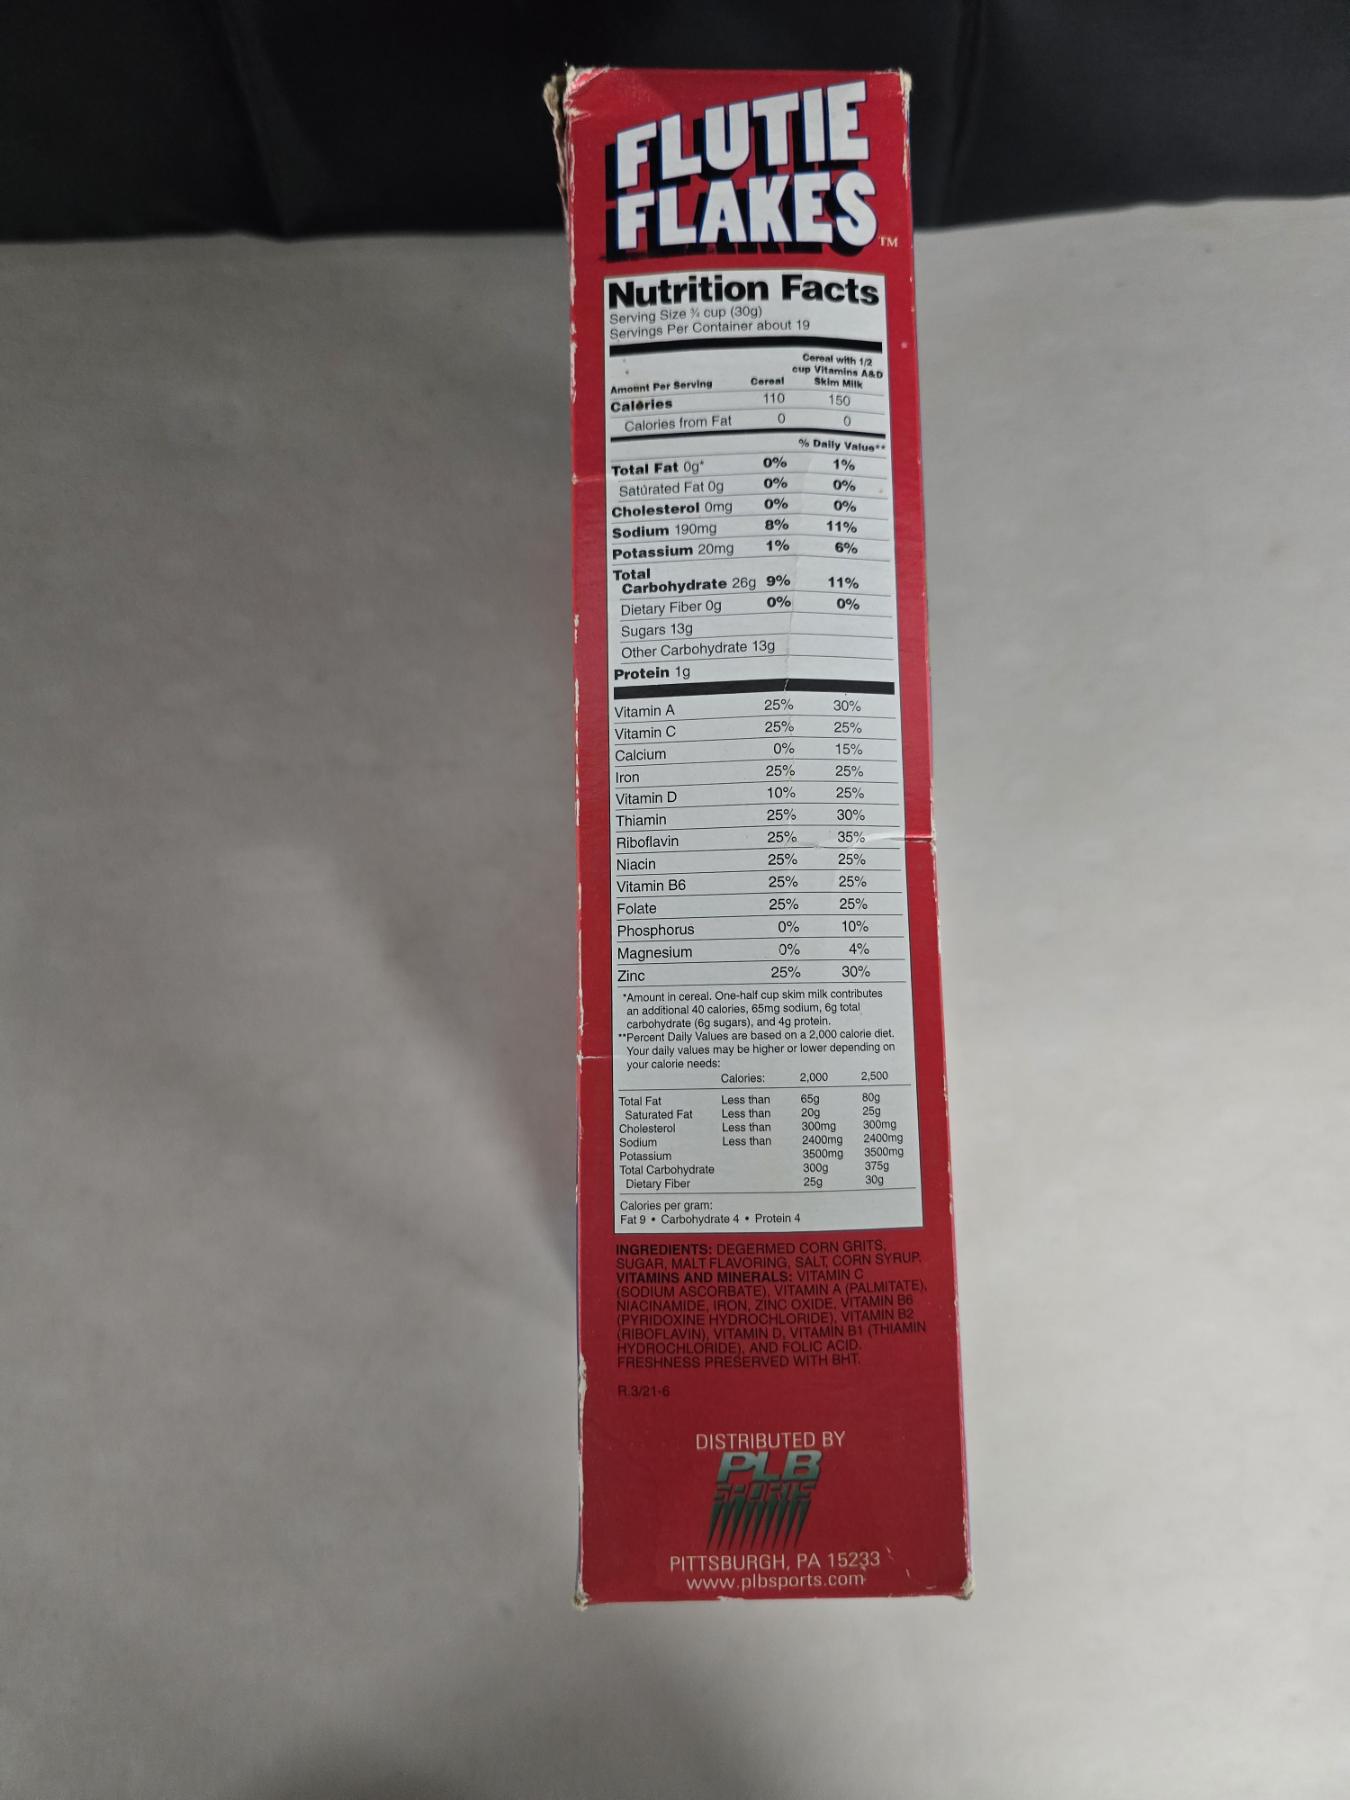 FLUTIE
FLAKES™
Nutrition Facts
Serving Size ¾ cup (30g)
Servings Per Container about 19
Cereal with 1/2
cup Vitamins A&D
Amount Per Serving Cereal Skim Milk
Calories 110 150
Calories from Fat 0 0
% Daily Value**
Total Fat 0g* 0% 1%
Saturated Fat 0g 0% 0%
Cholesterol 0mg 0% 0%
Sodium 190mg 8% 11%
Potassium 20mg 1% 6%
Total
Carbohydrate 26g 9% 11%
Dietary Fiber 0g 0% 0%
Sugars 13g
Other Carbohydrate 13g
Protein 1g
Vitamin A 25% 30%
Vitamin C 25% 25%
Calcium 0% 15%
Iron 25% 25%
Vitamin D 10% 25%
Thiamin 25% 30%
Riboflavin 25% 35%
Niacin 25% 25%
Vitamin B6 25% 25%
Folate 25% 25%
Phosphorus 0% 10%
Magnesium 0% 4%
Zinc 25% 30%
*Amount in cereal. One-half cup skim milk contributes
an additional 40 calories, 65mg sodium, 6g total
carbohydrate (6g sugars), and 4g protein.
**Percent Daily Values are based on a 2,000 calorie diet.
Your daily values may be higher or lower depending on
your calorie needs:
Calories: 2,000 2,500
Total Fat Less than 65g 80g
Saturated Fat Less than 20g 25g
Cholesterol Less than 300mg 300mg
Sodium Less than 2400mg 2400mg
Potassium 3500mg 3500mg
Total Carbohydrate 300g 375g
Dietary Fiber 25g 30g
Calories per gram:
Fat 9 • Carbohydrate 4 • Protein 4
INGREDIENTS: DEGERMED CORN GRITS,
SUGAR, MALT FLAVORING, SALT, CORN SYRUP.
VITAMINS AND MINERALS: VITAMIN C
(SODIUM ASCORBATE), VITAMIN A (PALMITATE),
NIACINAMIDE, IRON, ZINC OXIDE, VITAMIN B6
(PYRIDOXINE HYDROCHLORIDE), VITAMIN B2
(RIBOFLAVIN), VITAMIN D, VITAMIN B1 (THIAMIN
HYDROCHLORIDE), AND FOLIC ACID.
FRESHNESS PRESERVED WITH BHT.
R.3/21-6
DISTRIBUTED BY
PLB
SPORTS
PITTSBURGH, PA 15233
www.plbsports.com